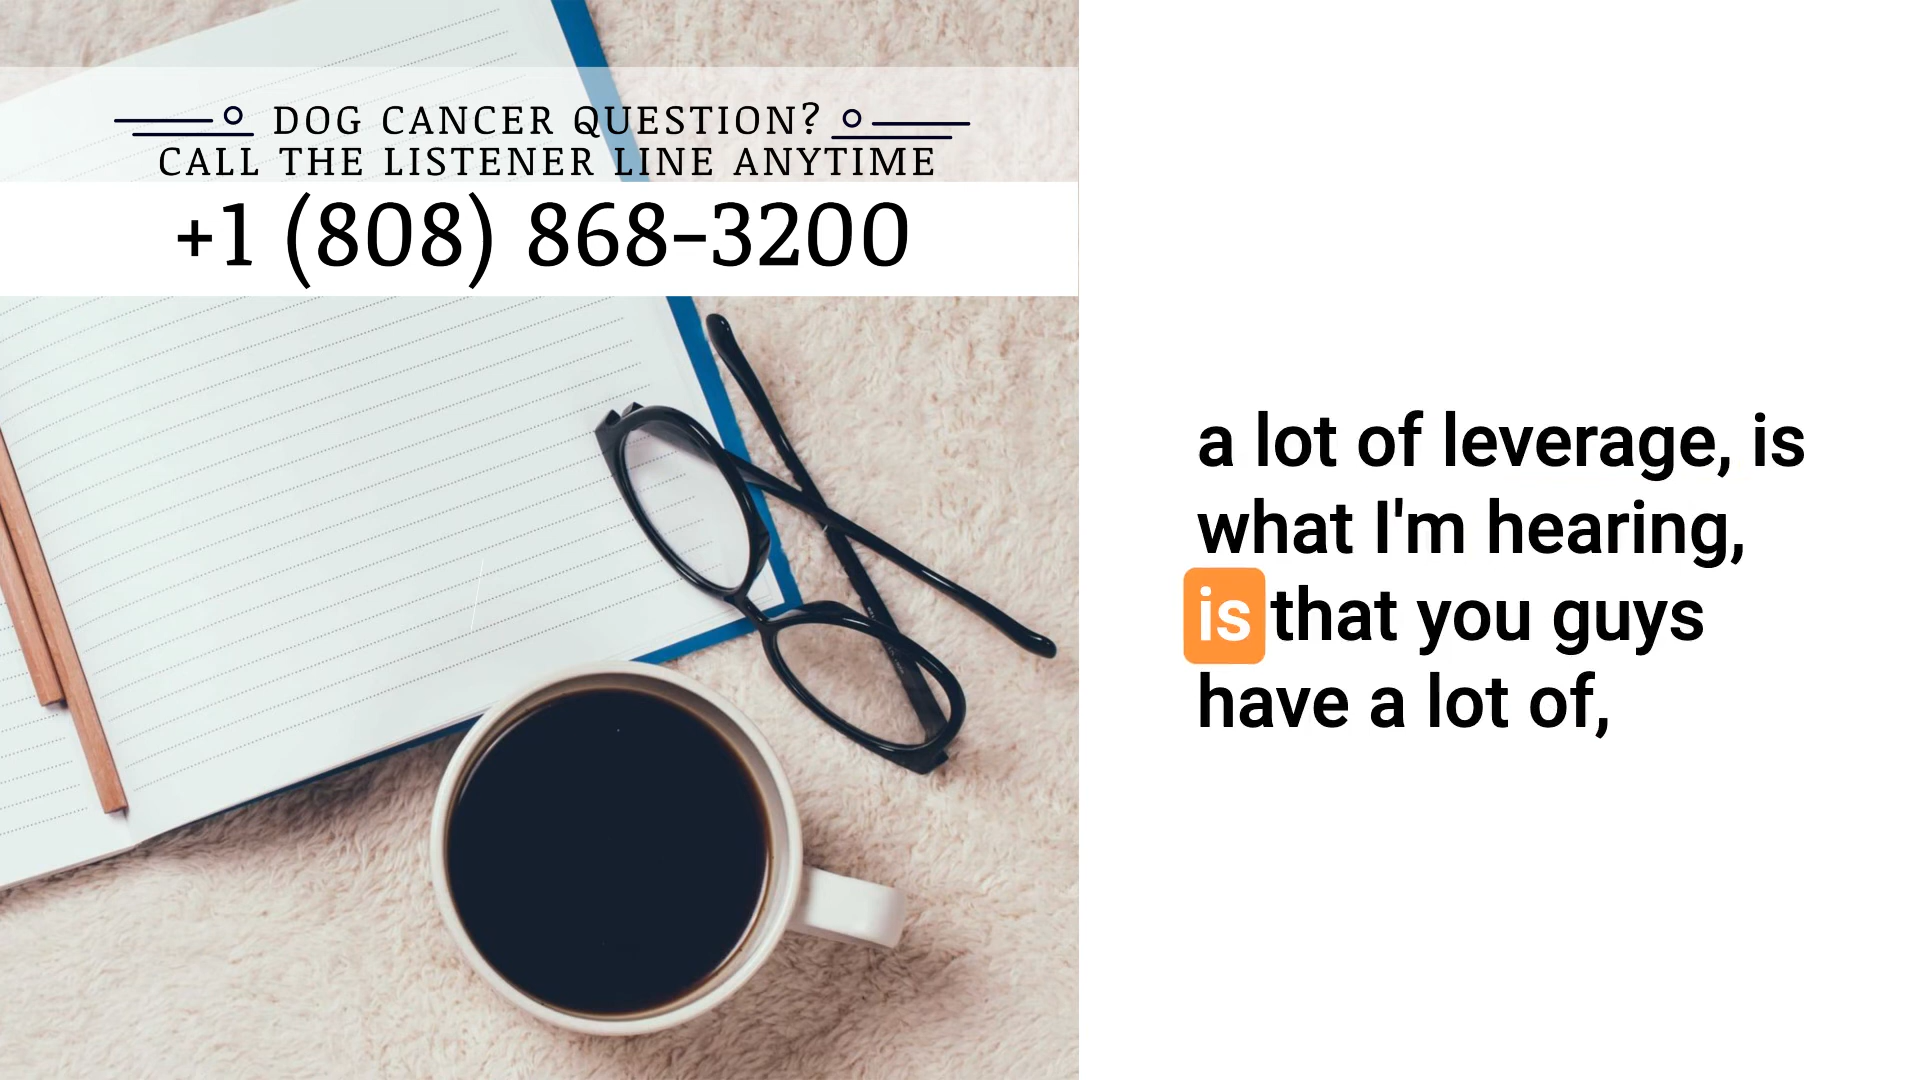 DOG CANCER QUESTION?
CALL THE LISTENER LINE ANYTIME
+1 (808) 868-3200
a lot of leverage, is
what I'm hearing,
is that you guys
have a lot of,